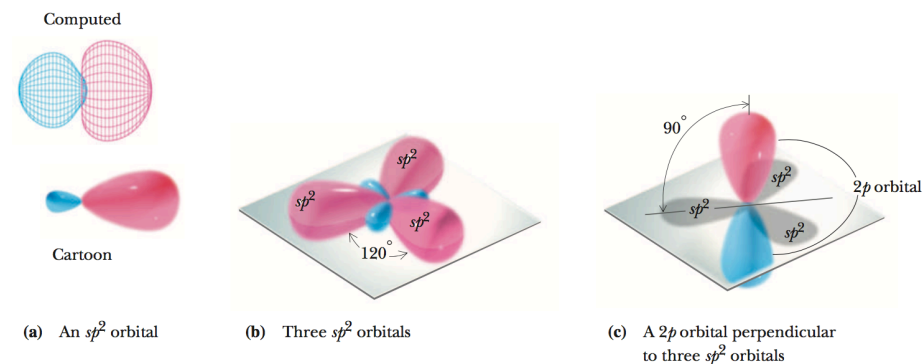 Computed
Cartoon
(a) An sp² orbital
sp²
sp²
sp²
120°
(b) Three sp² orbitals
90°
sp²
2p orbital
sp²
sp²
(c) A 2p orbital perpendicular
to three sp² orbitals